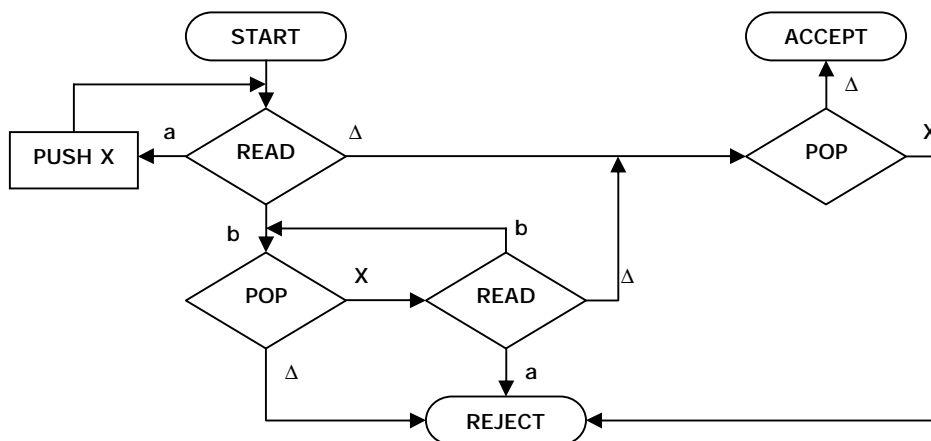 START
ACCEPT
Δ
a
Δ
X
PUSH X
READ
POP
b
b
X
Δ
POP
READ
Δ
a
REJECT